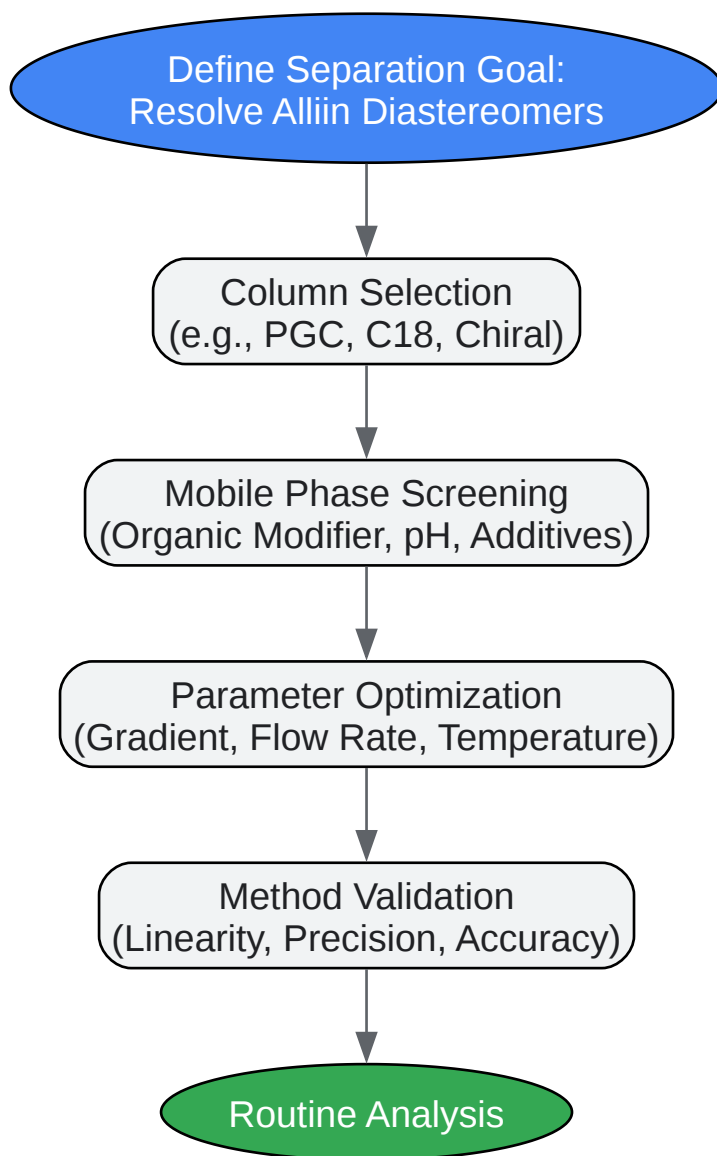 Define Separation Goal:
Resolve Alliin Diastereomers
Column Selection
(e.g., PGC, C18, Chiral)
Mobile Phase Screening
(Organic Modifier, pH, Additives)
Parameter Optimization
(Gradient, Flow Rate, Temperature)
Method Validation
(Linearity, Precision, Accuracy)
Routine Analysis